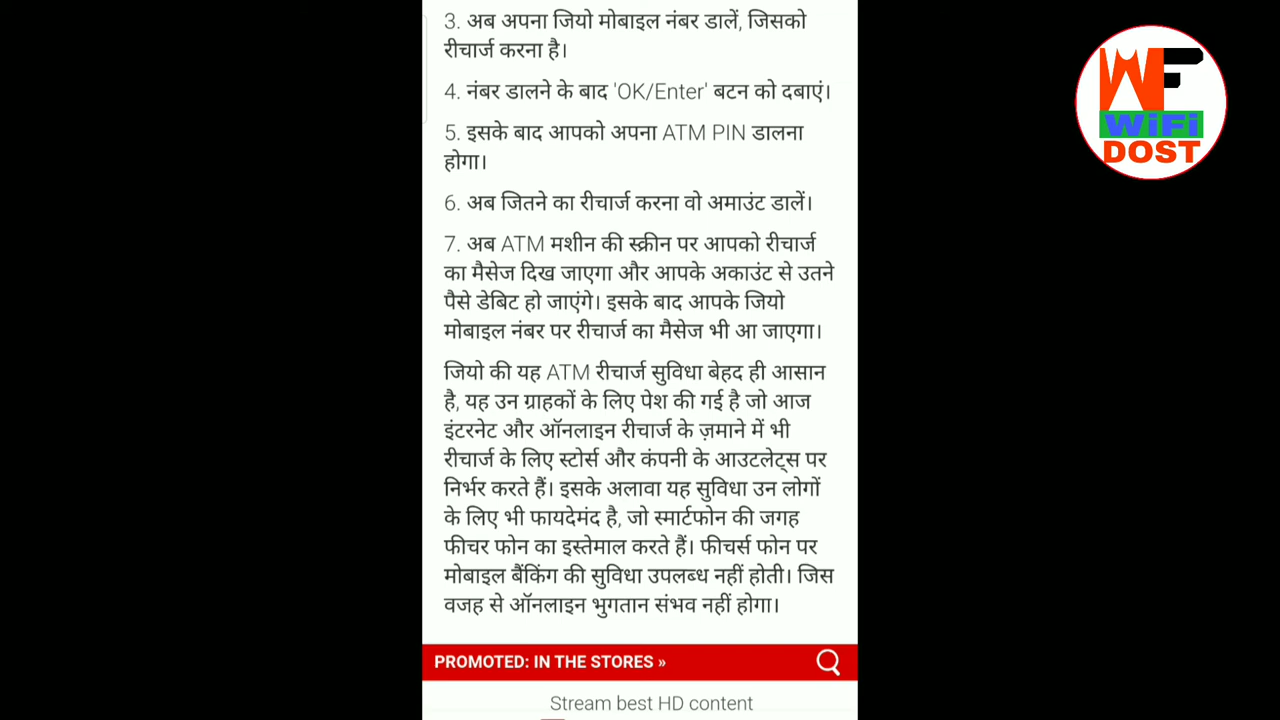 3. अब अपना जियो मोबाइल नंबर डालें, जिसको
रीचार्ज करना है।
4. नंबर डालने के बाद 'OK/Enter' बटन को दबाएं।
5. इसके बाद आपको अपना ATM PIN डालना
होगा।
6. अब जितने का रीचार्ज करना वो अमाउंट डालें।
7. अब ATM मशीन की स्क्रीन पर आपको रीचार्ज
का मैसेज दिख जाएगा और आपके अकाउंट से उतने
पैसे डेबिट हो जाएंगे। इसके बाद आपके जियो
मोबाइल नंबर पर रीचार्ज का मैसेज भी आ जाएगा।
जियो की यह ATM रीचार्ज सुविधा बेहद ही आसान
है, यह उन ग्राहकों के लिए पेश की गई है जो आज
इंटरनेट और ऑनलाइन रीचार्ज के ज़माने में भी
रीचार्ज के लिए स्टोर्स और कंपनी के आउटलेट्स पर
निर्भर करते हैं। इसके अलावा यह सुविधा उन लोगों
के लिए भी फायदेमंद है, जो स्मार्टफोन की जगह
फीचर फोन का इस्तेमाल करते हैं। फीचर्स फोन पर
मोबाइल बैंकिंग की सुविधा उपलब्ध नहीं होती। जिस
वजह से ऑनलाइन भुगतान संभव नहीं होगा।
PROMOTED: IN THE STORES »
Stream best HD content
WF
WiFi
DOST